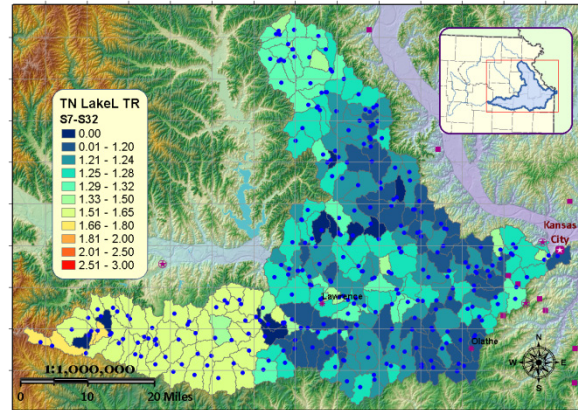 TN LakeL TR
S7-S32
0.00
0.01 - 1.20
1.21 - 1.24
1.25 - 1.28
1.29 - 1.32
1.33 - 1.50
1.51 - 1.65
1.66 - 1.80
1.81 - 2.00
2.01 - 2.50
2.51 - 3.00
Kansas
City
Lawrence
Olathe
1:1,000,000
0 10 20 Miles
N
W E
S